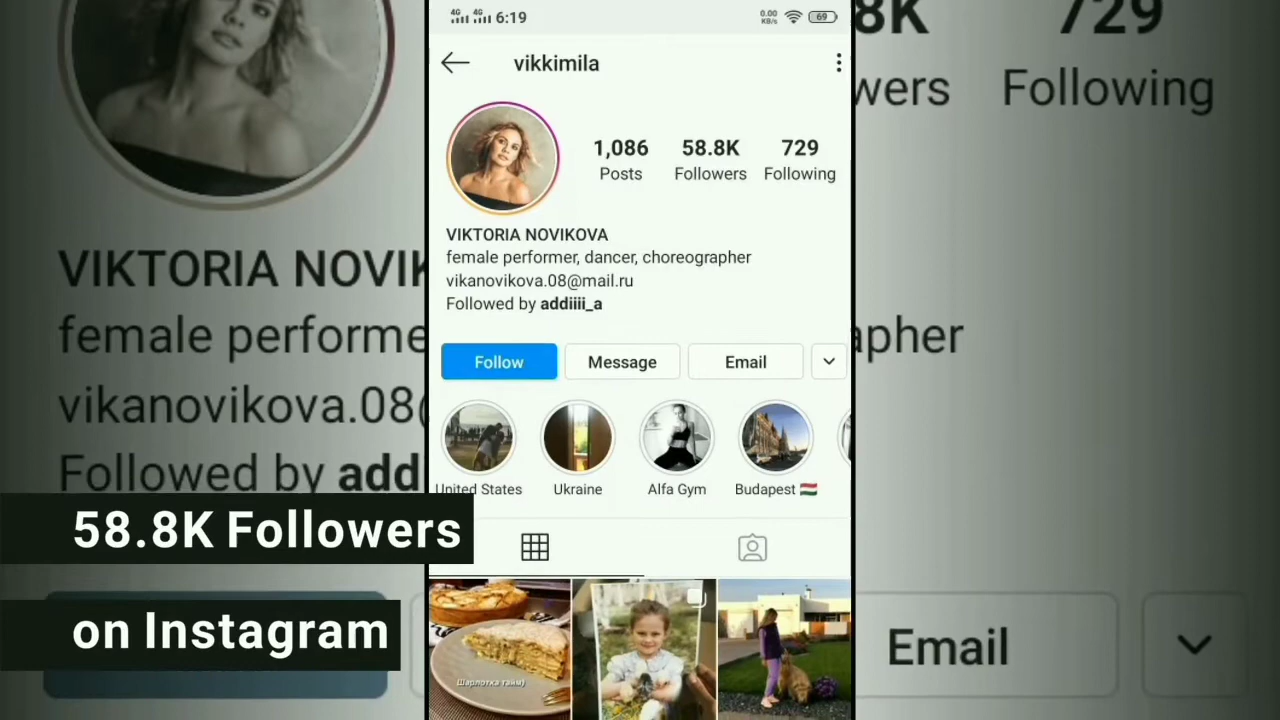 4G 4G 6:19 0.00 KB/s 69
vikkimila
1,086 58.8K 729
Posts Followers Following
VIKTORIA NOVIKOVA
female performer, dancer, choreographer
vikanovikova.08@mail.ru
Followed by addiiii_a
Follow Message Email
United States Ukraine Alfa Gym Budapest 🇭🇺
Шарлотка тайм)
8K 729
wers Following
VIKTORIA NOVIK
female performe
apher
vikanovikova.08@
Followed by add
58.8K Followers
on Instagram
Email